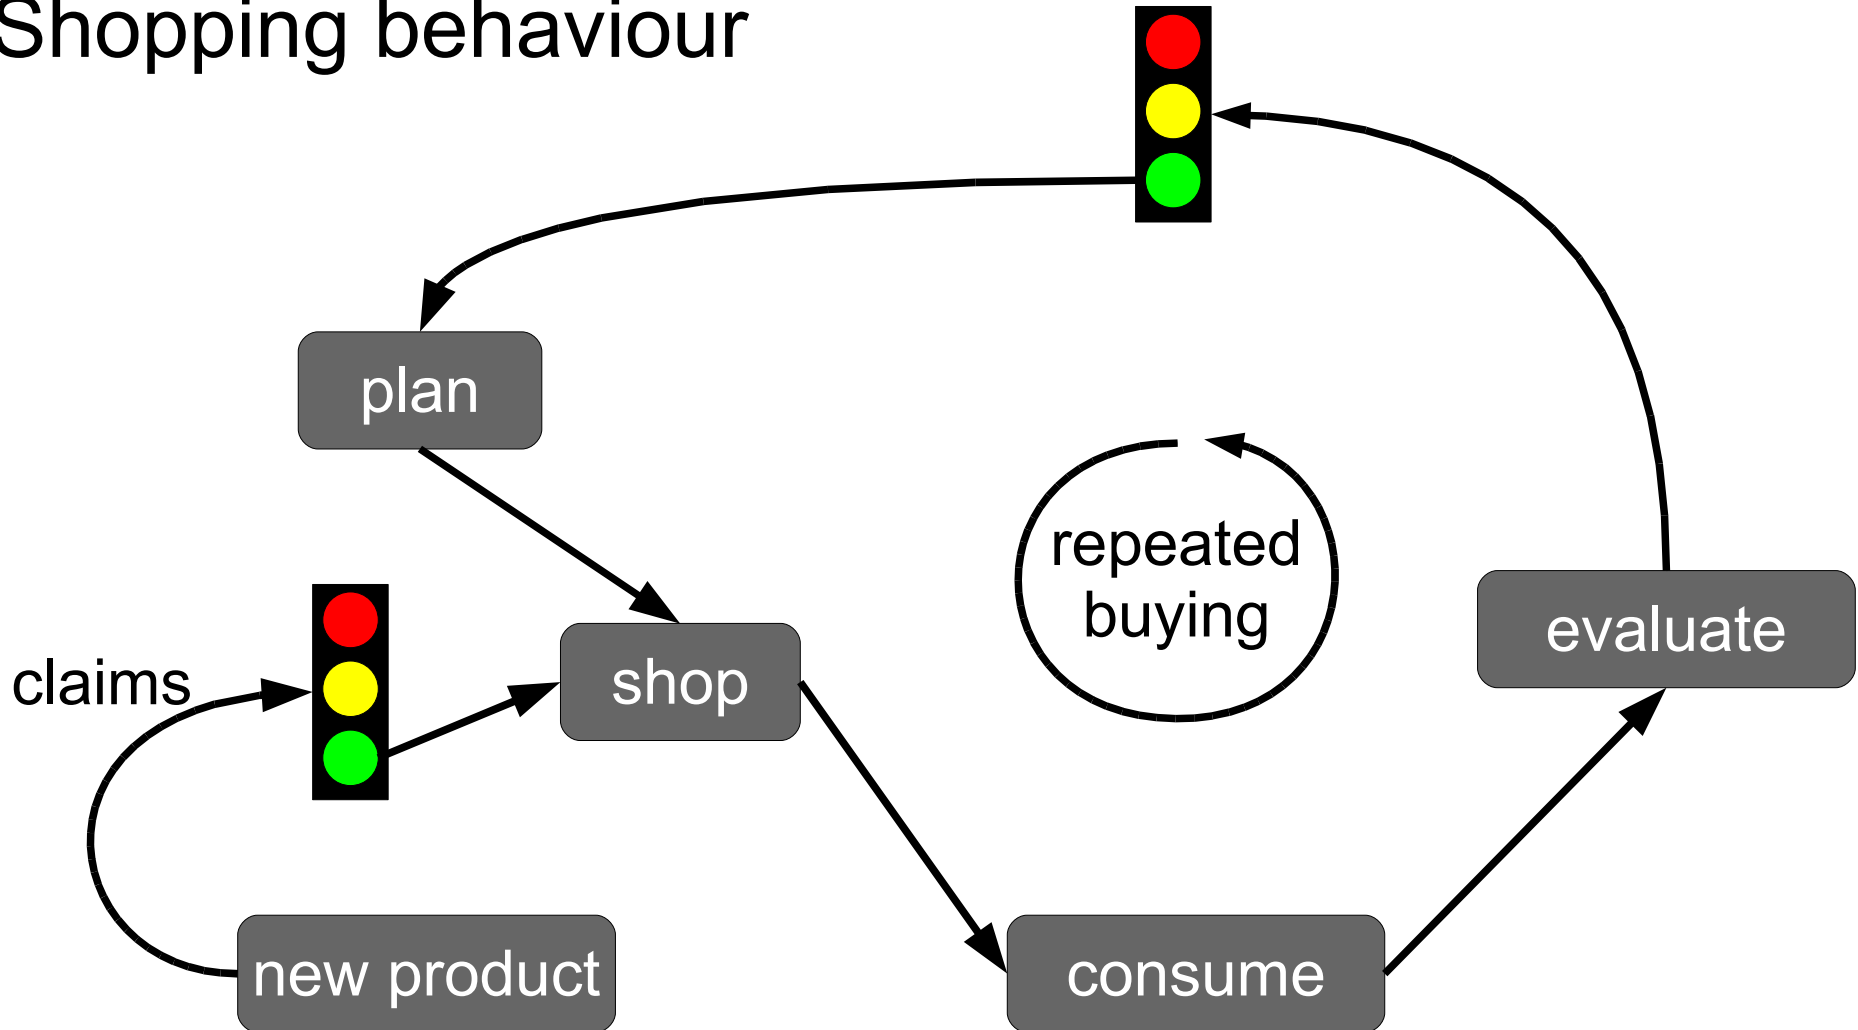 Shopping behaviour
plan
repeated
buying
evaluate
claims
shop
new product
consume